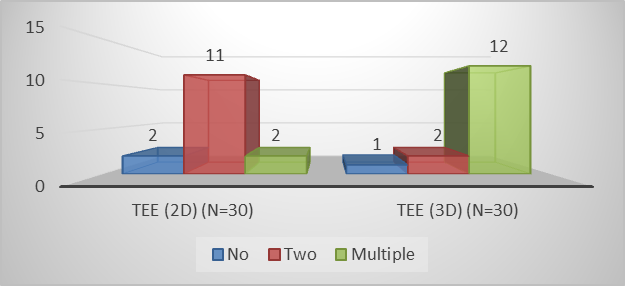 15
12
11
10
5
2
2
2
1
0
TEE (2D) (N=30)
TEE (3D) (N=30)
No
Two
Multiple